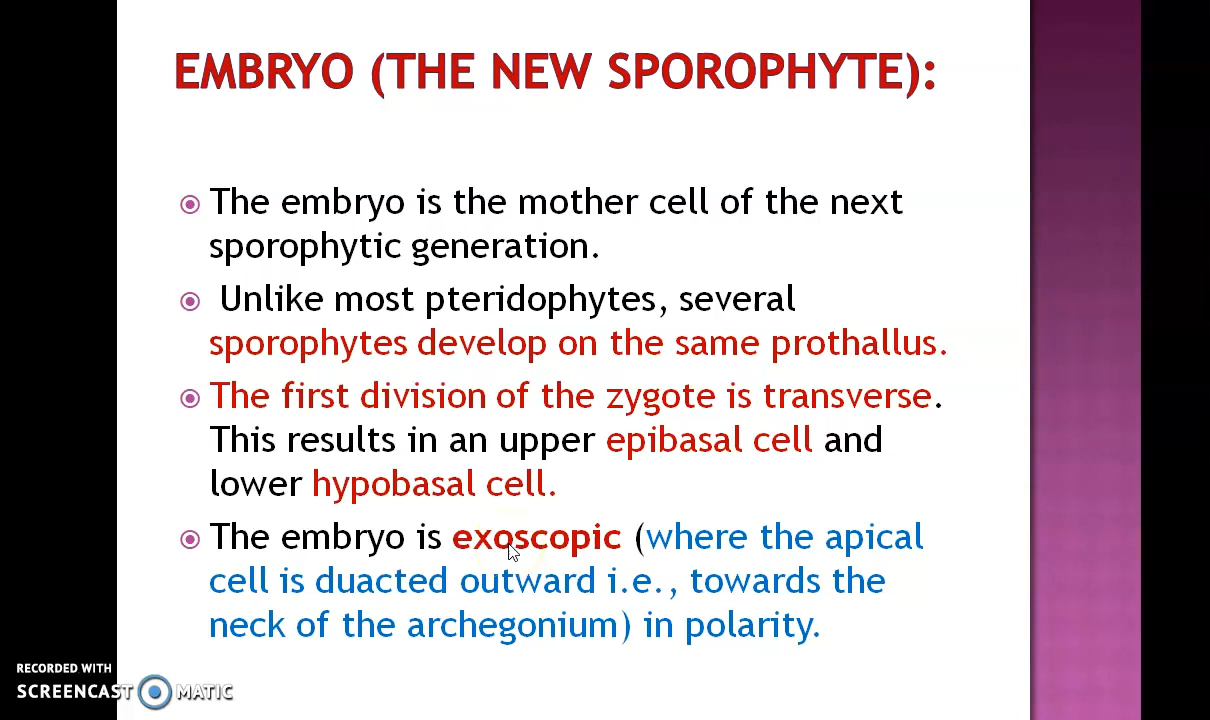 EMBRYO (THE NEW SPOROPHYTE):
The embryo is the mother cell of the next
sporophytic generation.
Unlike most pteridophytes, several
sporophytes develop on the same prothallus.
The first division of the zygote is transverse.
This results in an upper epibasal cell and
lower hypobasal cell.
The embryo is exoscopic (where the apical
cell is duacted outward i.e., towards the
neck of the archegonium) in polarity.
RECORDED WITH
SCREENCAST MATIC